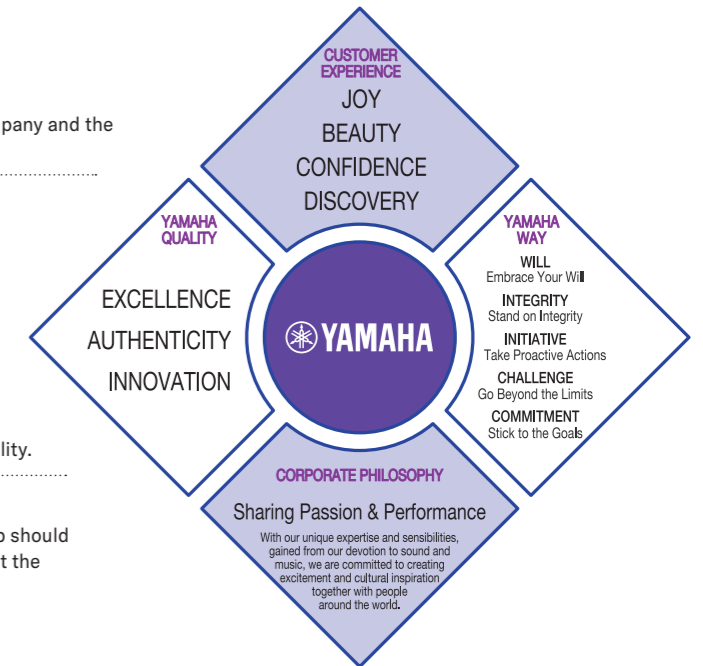 CUSTOMER
EXPERIENCE
JOY
BEAUTY
CONFIDENCE
DISCOVERY
pany and the
YAMAHA
QUALITY
EXCELLENCE
AUTHENTICITY
INNOVATION
YAMAHA
YAMAHA
WAY
WILL
Embrace Your Will
INTEGRITY
Stand on Integrity
INITIATIVE
Take Proactive Actions
CHALLENGE
Go Beyond the Limits
COMMITMENT
Stick to the Goals
lity.
o should
t the
CORPORATE PHILOSOPHY
Sharing Passion & Performance
With our unique expertise and sensibilities,
gained from our devotion to sound and
music, we are committed to creating
excitement and cultural inspiration
together with people
around the world.